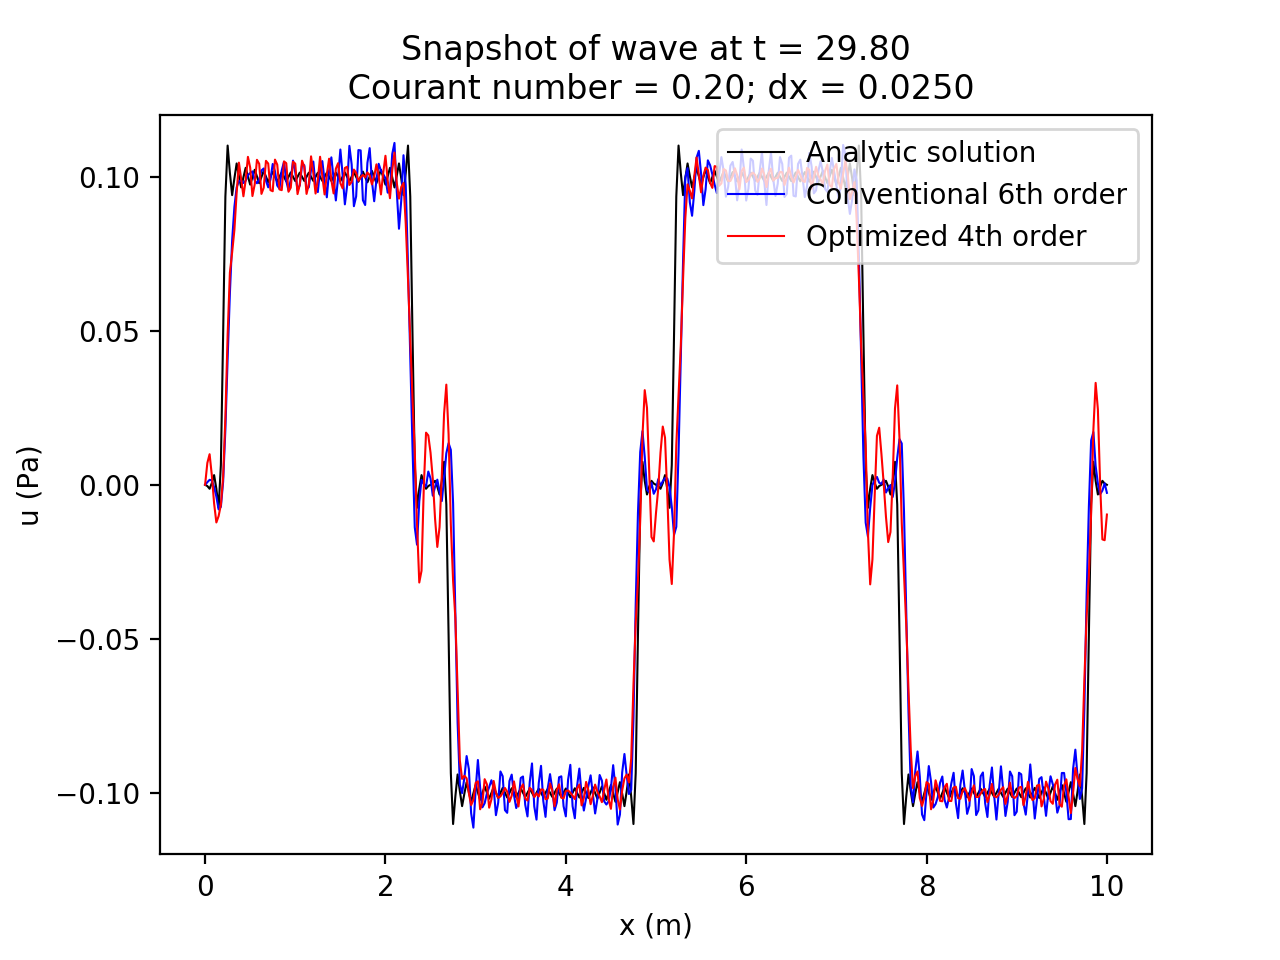 Snapshot of wave at t = 29.80
Courant number = 0.20; dx = 0.0250
Analytic solution
Conventional 6th order
Optimized 4th order
0.10
0.05
0.00
−0.05
−0.10
u (Pa)
0 2 4 6 8 10
x (m)